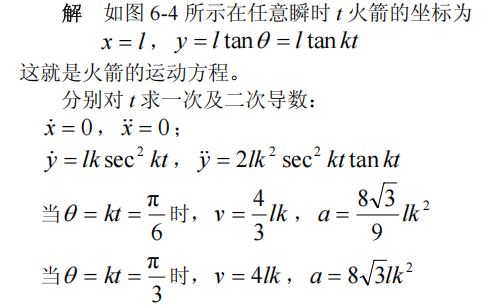 解 如图 6-4 所示在任意瞬时 t 火箭的坐标为
x = l，y = l tan θ = l tan kt
这就是火箭的运动方程。
分别对 t 求一次及二次导数：
ẋ = 0，ẍ = 0；
ẏ = lk sec² kt，ÿ = 2lk² sec² kt tan kt
当 θ = kt = π/6 时，v = 4/3 lk，a = 8√3/9 lk²
当 θ = kt = π/3 时，v = 4lk，a = 8√3lk²